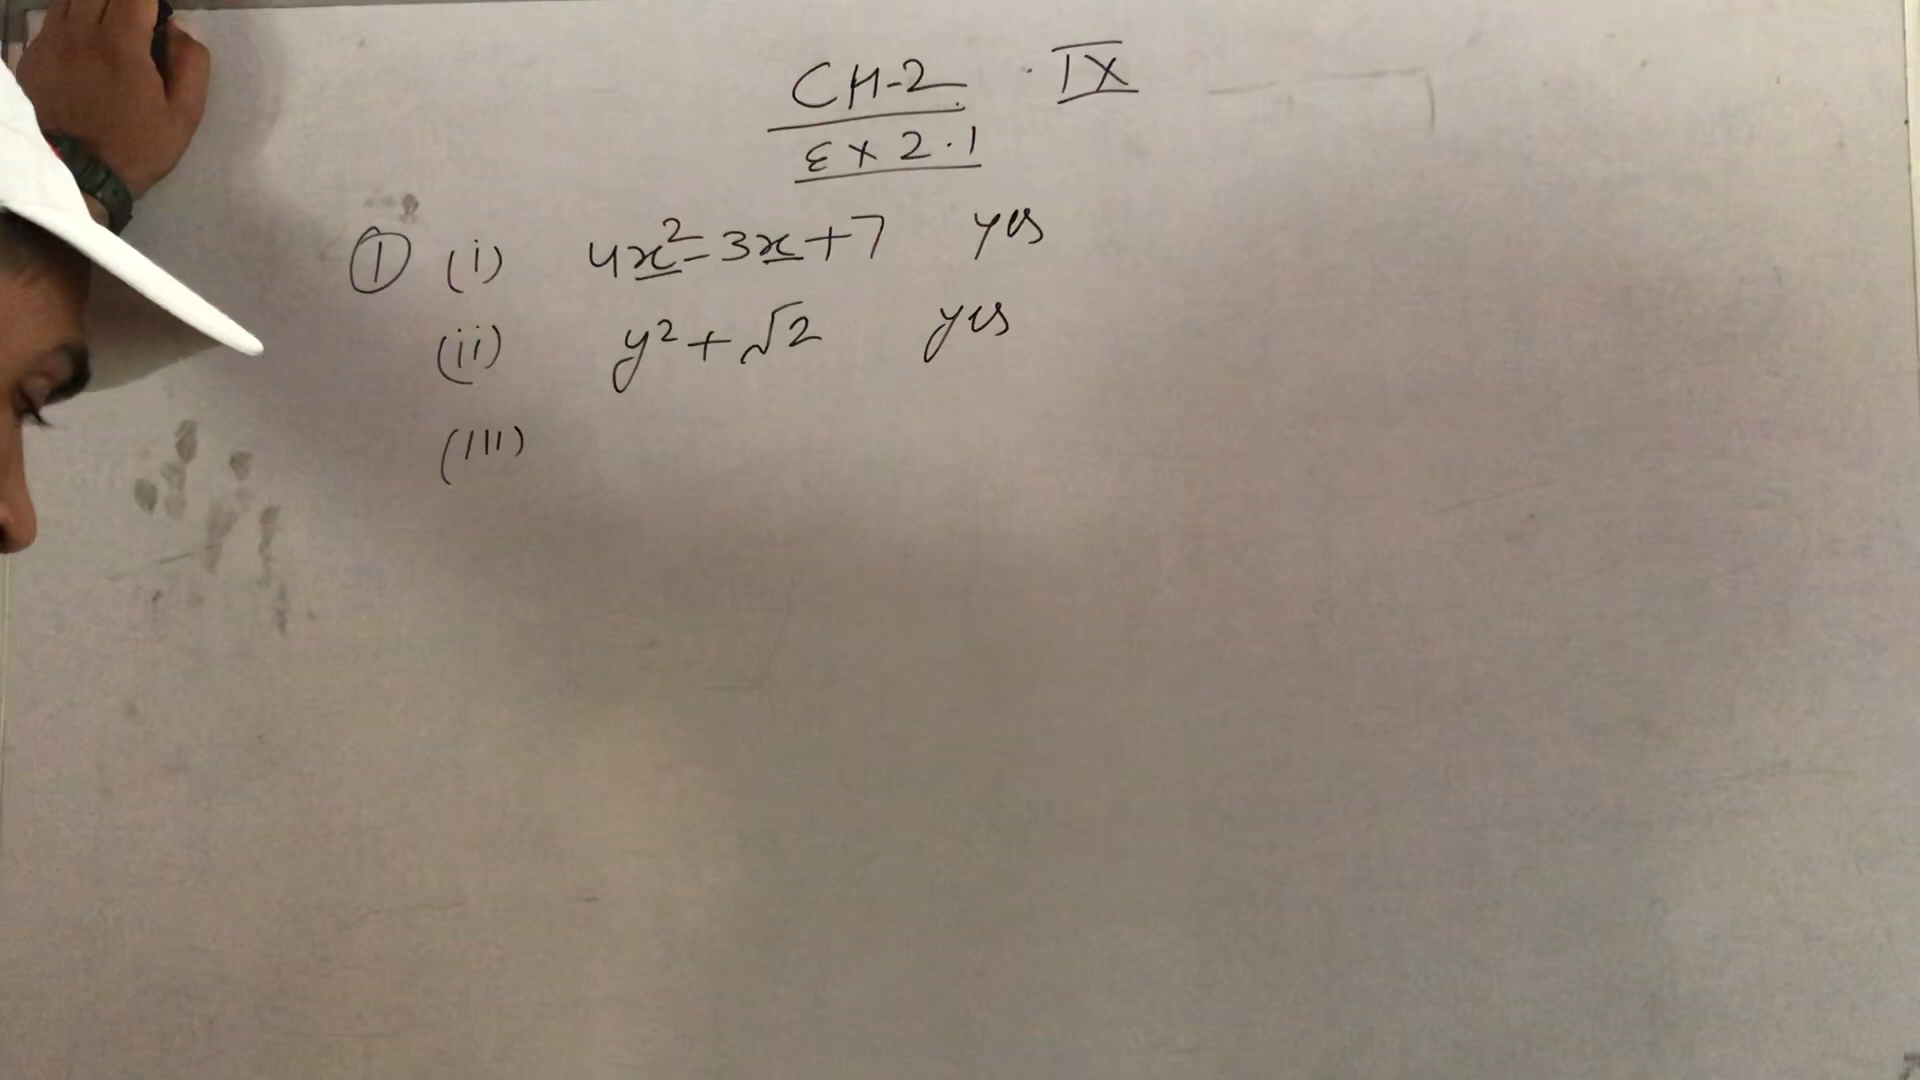 CH-2 IX
Ex 2.1
① (i) 4x²-3x+7 yes
(ii) y²+√2 yes
(III)